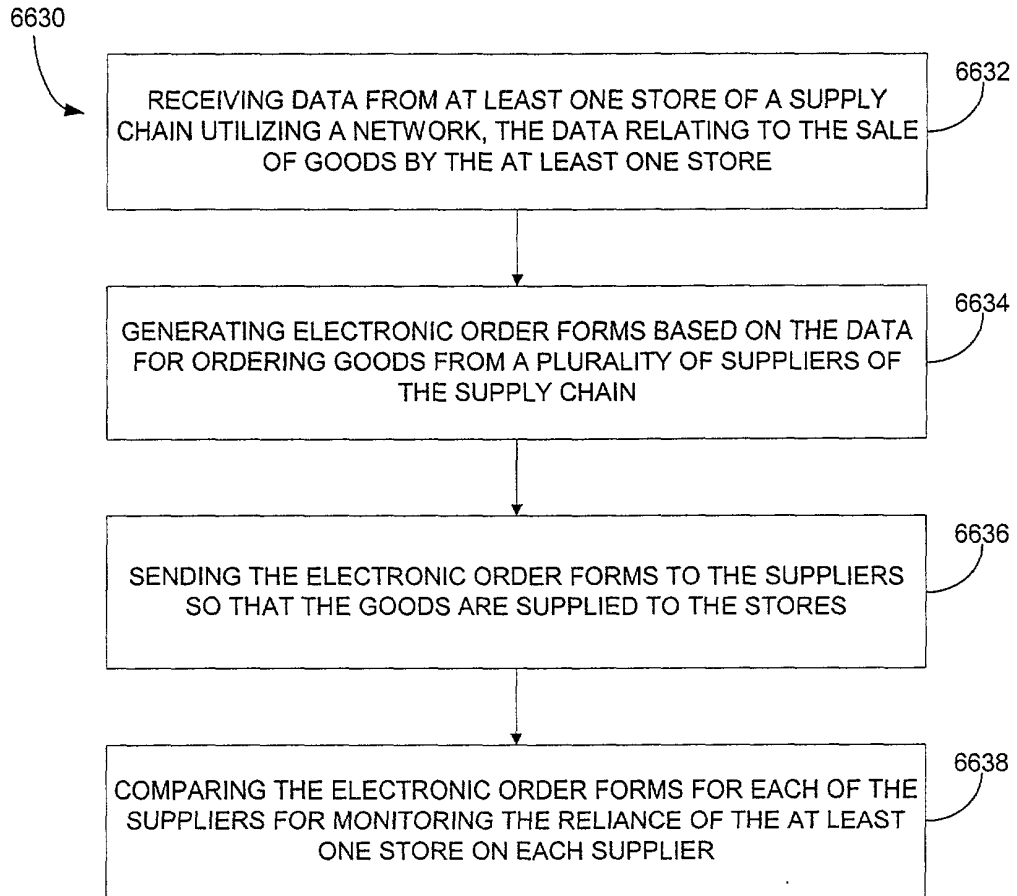 6630
6632
RECEIVING DATA FROM AT LEAST ONE STORE OF A SUPPLY
CHAIN UTILIZING A NETWORK, THE DATA RELATING TO THE SALE
OF GOODS BY THE AT LEAST ONE STORE
6634
GENERATING ELECTRONIC ORDER FORMS BASED ON THE DATA
FOR ORDERING GOODS FROM A PLURALITY OF SUPPLIERS OF
THE SUPPLY CHAIN
6636
SENDING THE ELECTRONIC ORDER FORMS TO THE SUPPLIERS
SO THAT THE GOODS ARE SUPPLIED TO THE STORES
6638
COMPARING THE ELECTRONIC ORDER FORMS FOR EACH OF THE
SUPPLIERS FOR MONITORING THE RELIANCE OF THE AT LEAST
ONE STORE ON EACH SUPPLIER